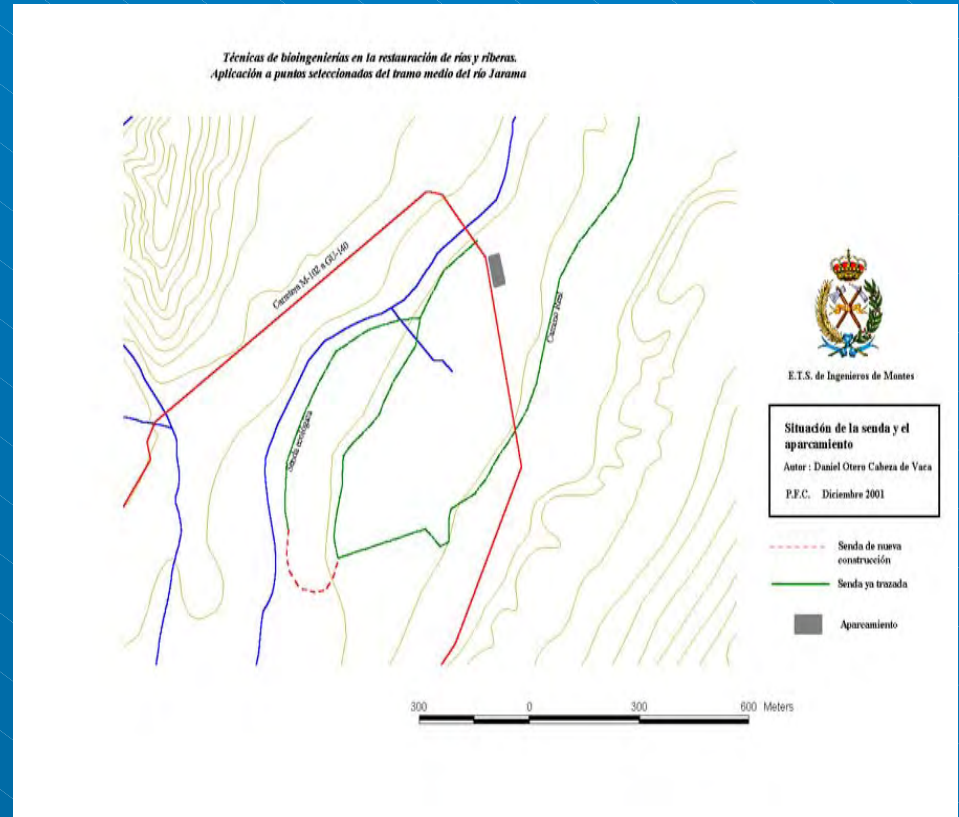 Técnicas de bioingenierías en la restauración de ríos y riberas.
Aplicación a puntos seleccionados del tramo medio del río Jarama
Carretera M-102 a GU-140
Camino Real
Senda ecológica
E.T.S. de Ingenieros de Montes
Situación de la senda y el
aparcamiento
Autor : Daniel Otero Cabeza de Vaca
P.F.C. Diciembre 2001
Senda de nueva
construcción
Senda ya trazada
Aparcamiento
300 0 300 600 Meters